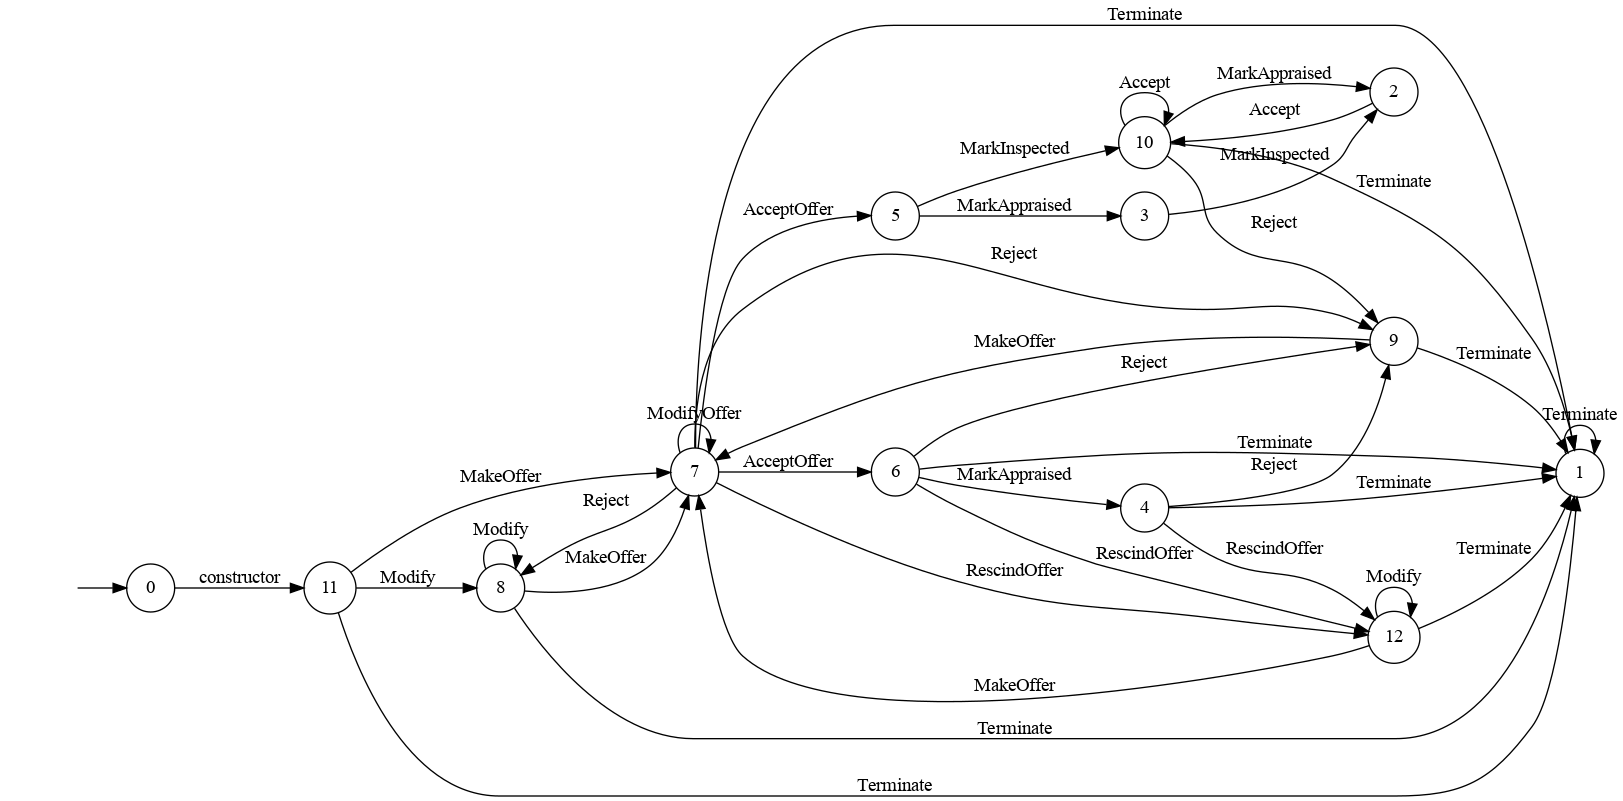 Terminate
Accept
MarkAppraised
2
Accept
10
MarkInspected
MarkInspected
Terminate
AcceptOffer
5
MarkAppraised
3
Reject
Reject
MakeOffer
9
Reject
Terminate
ModifyOffer
Terminate
7
AcceptOffer
6
Terminate
1
MakeOffer
MarkAppraised
Reject
Terminate
Reject
4
Modify
MakeOffer
RescindOffer
RescindOffer
Terminate
RescindOffer
Modify
0
constructor
11
Modify
8
12
MakeOffer
Terminate
Terminate